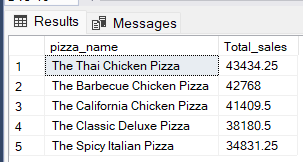 Results Messages
pizza_name Total_sales
1 The Thai Chicken Pizza 43434.25
2 The Barbecue Chicken Pizza 42768
3 The California Chicken Pizza 41409.5
4 The Classic Deluxe Pizza 38180.5
5 The Spicy Italian Pizza 34831.25